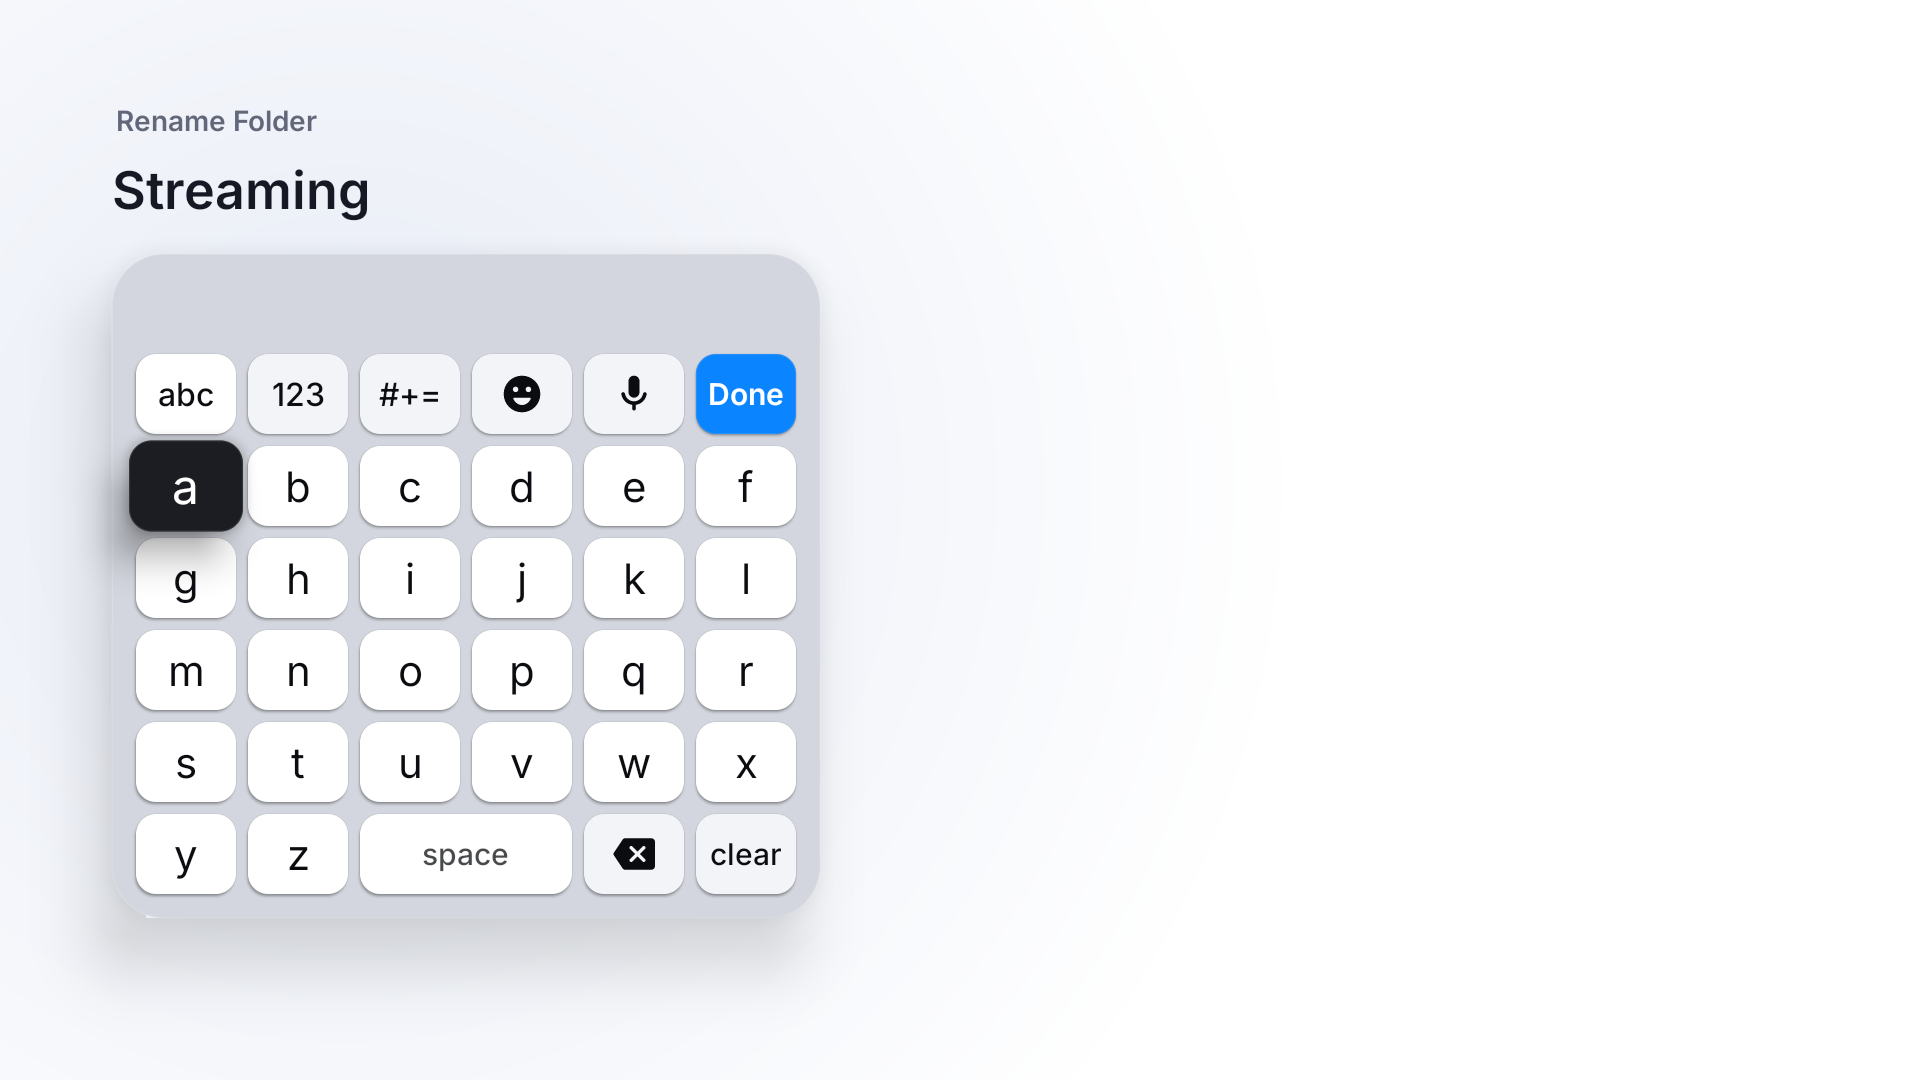 Rename Folder
Streaming
abc 123 #+= Done
a b c d e f
g h i j k l
m n o p q r
s t u v w x
y z space clear